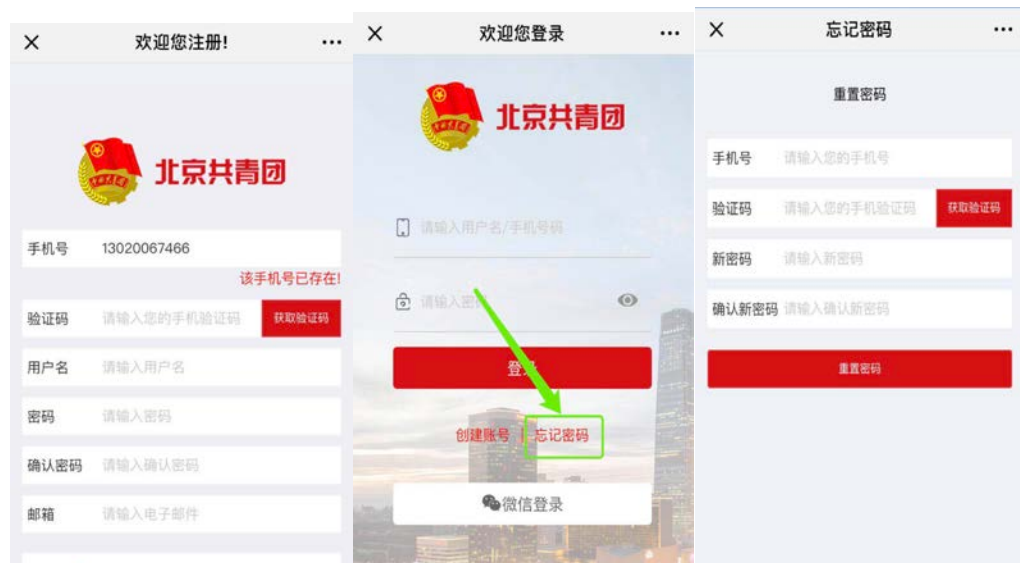 欢迎您注册!
北京共青团
手机号 13020067466
该手机号已存在!
验证码 请输入您的手机验证码 获取验证码
用户名 请输入用户名
密码 请输入密码
确认密码 请输入确认密码
邮箱 请输入电子邮件
欢迎您登录
北京共青团
请输入用户名/手机号码
请输入密码
登录
创建账号 | 忘记密码
微信登录
忘记密码
重置密码
手机号 请输入您的手机号
验证码 请输入您的手机验证码 获取验证码
新密码 请输入新密码
确认新密码 请输入确认新密码
重置密码